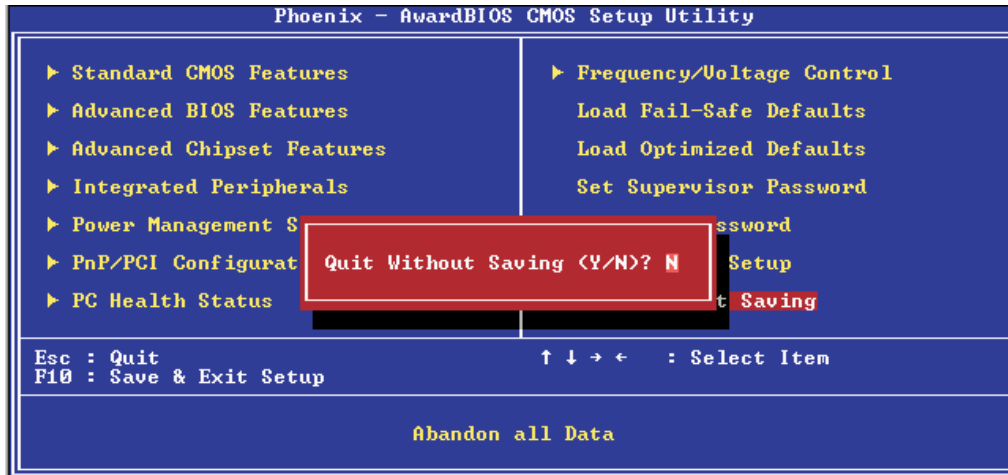 Phoenix - AwardBIOS CMOS Setup Utility
▶ Standard CMOS Features
▶ Advanced BIOS Features
▶ Advanced Chipset Features
▶ Integrated Peripherals
▶ Power Management S
▶ PnP/PCI Configurat
▶ PC Health Status
▶ Frequency/Voltage Control
Load Fail-Safe Defaults
Load Optimized Defaults
Set Supervisor Password
ssword
Setup
t Saving
Quit Without Saving (Y/N)? N
Esc : Quit
F10 : Save & Exit Setup
↑ ↓ → ← : Select Item
Abandon all Data